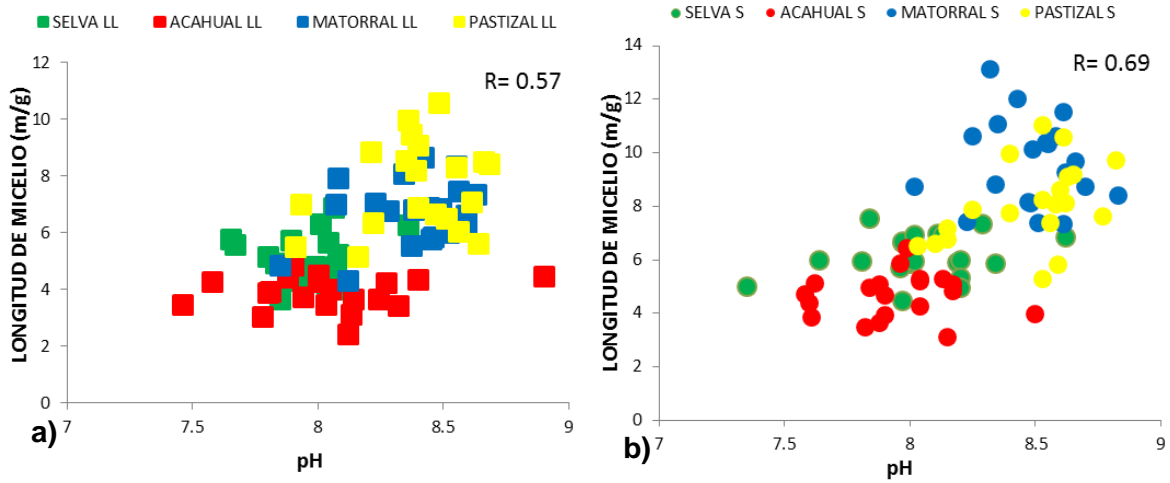 SELVA LL ACAHUAL LL MATORRAL LL PASTIZAL LL
R= 0.57
LONGITUD DE MICELIO (m/g)
12
10
8
6
4
2
0
7 7.5 8 8.5 9
pH
a)
SELVA S ACAHUAL S MATORRAL S PASTIZAL S
R= 0.69
LONGITUD DE MICELIO (m/g)
14
12
10
8
6
4
2
0
7 7.5 8 8.5 9
pH
b)